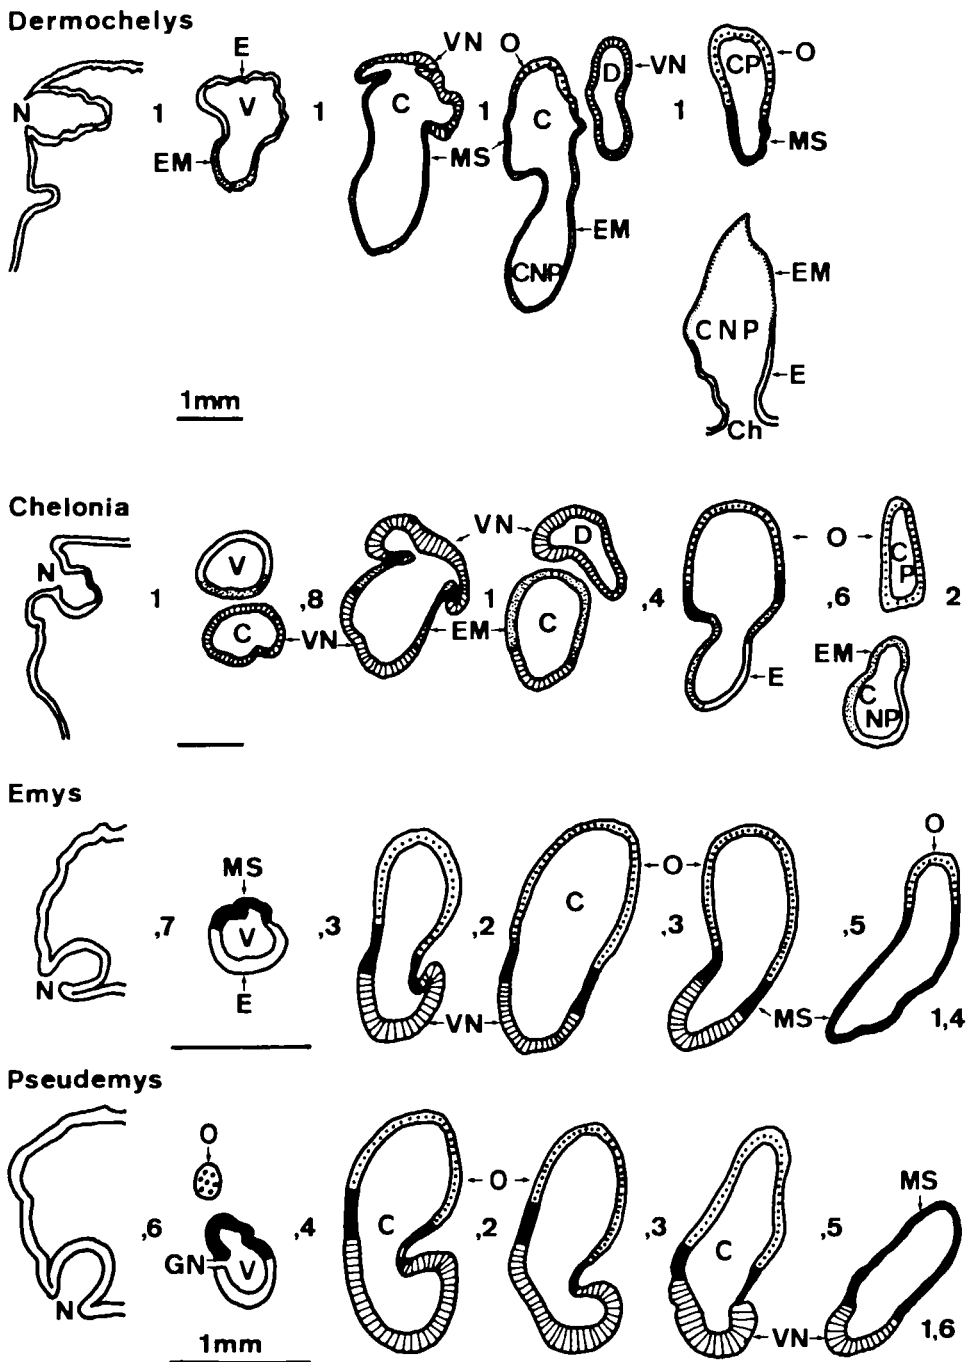 Dermochelys
E
VN
O
VN
O
N
1
V
1
C
1
C
D
1
CP
EM
MS
MS
EM
CNP
EM
CNP
E
1mm
Ch
Chelonia
VN
D
O
N
V
C
P
1
,8
1
,4
,6
2
C
VN
EM
C
EM
E
C
NP
Emys
O
MS
O
C
,7
V
,3
,2
,3
,5
N
E
VN
MS
1,4
Pseudemys
O
O
MS
,6
,4
C
,2
,3
C
,5
GN
V
N
VN
1,6
1mm